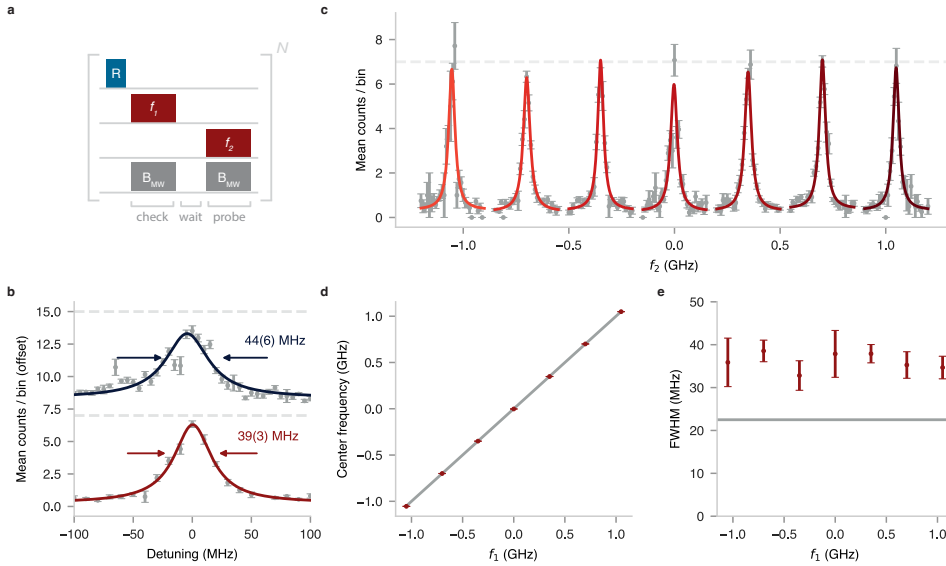 a
N
R
f1
f2
BMW
BMW
check
wait
probe
b
15.0
12.5
10.0
7.5
5.0
2.5
0.0
Mean counts / bin (offset)
44(6) MHz
39(3) MHz
−100
−50
0
50
100
Detuning (MHz)
c
8
6
4
2
0
Mean counts / bin
−1.0
−0.5
0.0
0.5
1.0
f2 (GHz)
d
1.0
0.5
0.0
−0.5
−1.0
Center frequency (GHz)
−1.0
−0.5
0.0
0.5
1.0
f1 (GHz)
e
50
40
30
20
10
0
FWHM (MHz)
−1.0
−0.5
0.0
0.5
1.0
f1 (GHz)